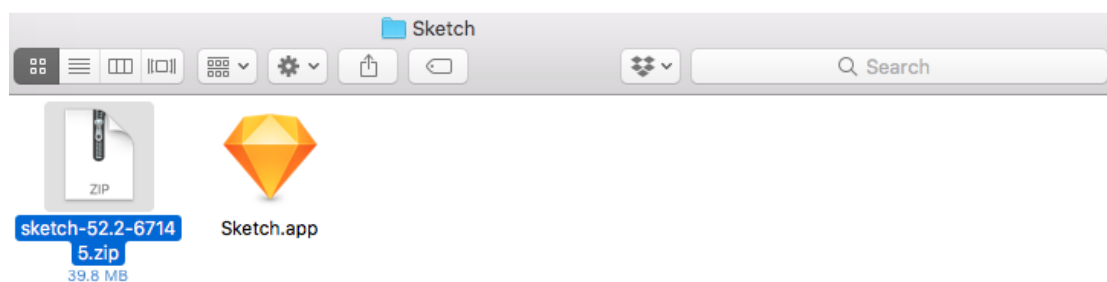 Sketch
Search
ZIP
sketch-52.2-6714
5.zip
39.8 MB
Sketch.app